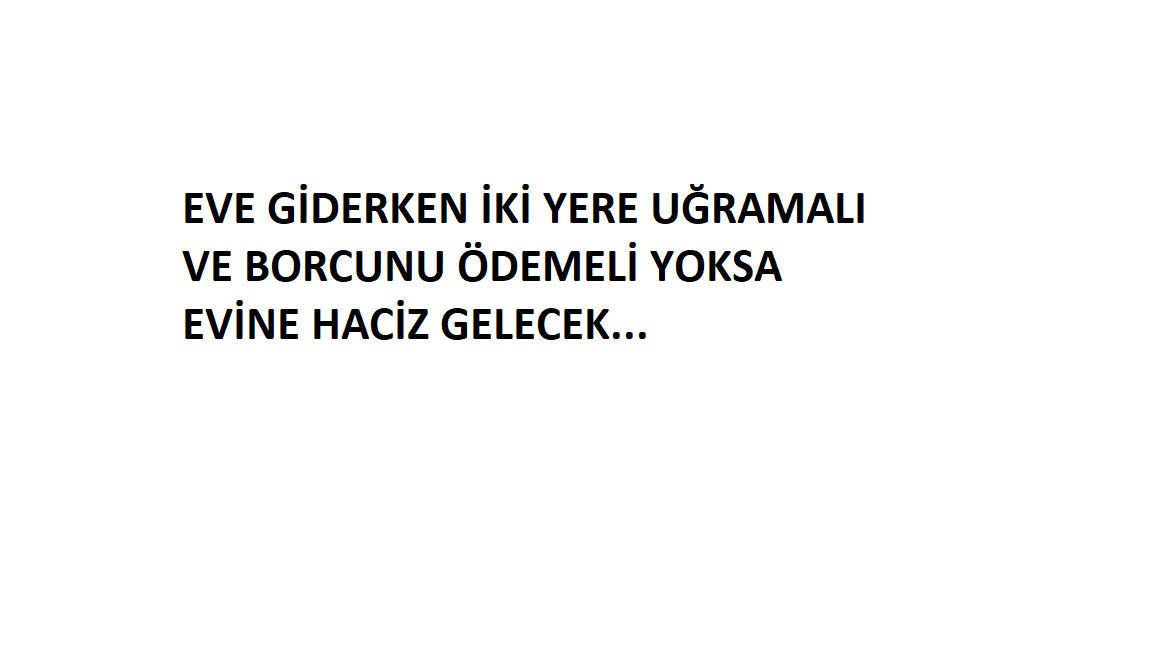 EVE GİDERKEN İKİ YERE UĞRAMALI
VE BORCUNU ÖDEMELİ YOKSA
EVİNE HACİZ GELECEK...